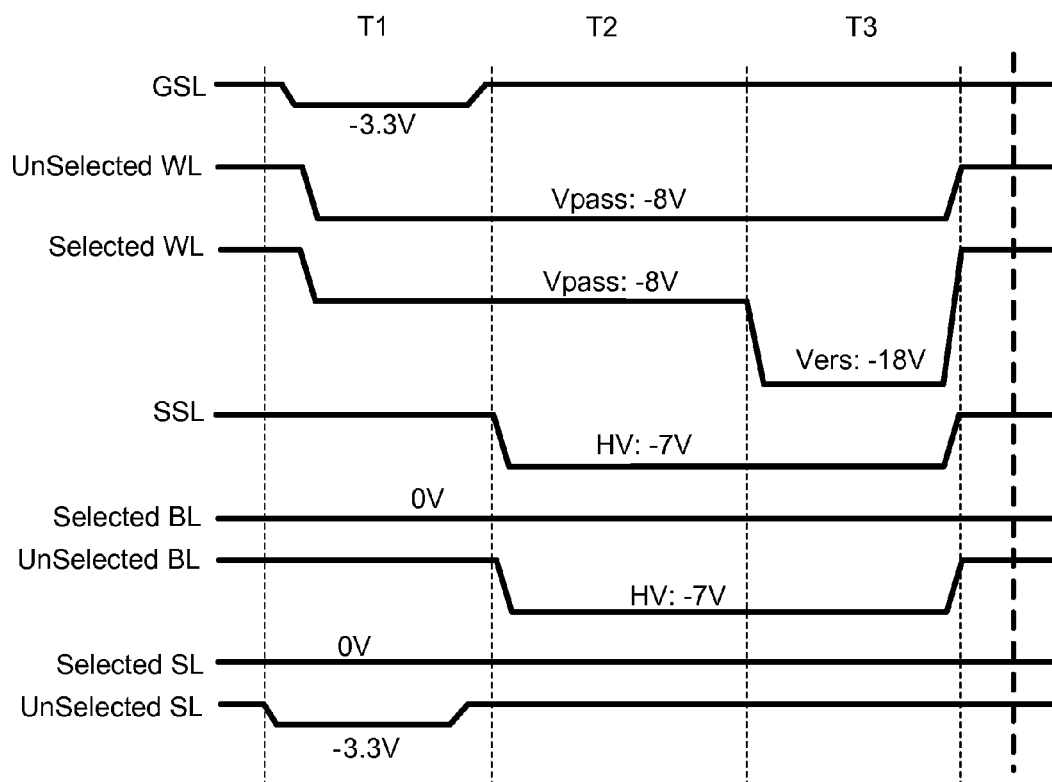 T1 T2 T3
GSL
-3.3V
UnSelected WL
Vpass: -8V
Selected WL
Vpass: -8V
Vers: -18V
SSL
HV: -7V
0V
Selected BL
UnSelected BL
HV: -7V
0V
Selected SL
UnSelected SL
-3.3V